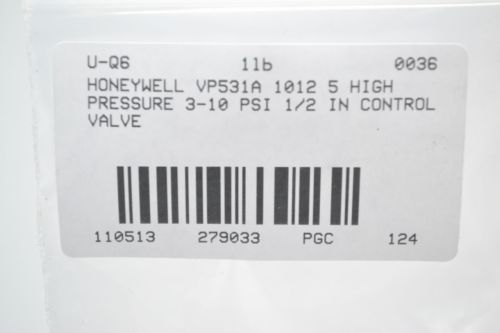 U-Q6 1lb 0036
HONEYWELL VP531A 1012 5 HIGH
PRESSURE 3-10 PSI 1/2 IN CONTROL
VALVE
110513 279033 PGC 124